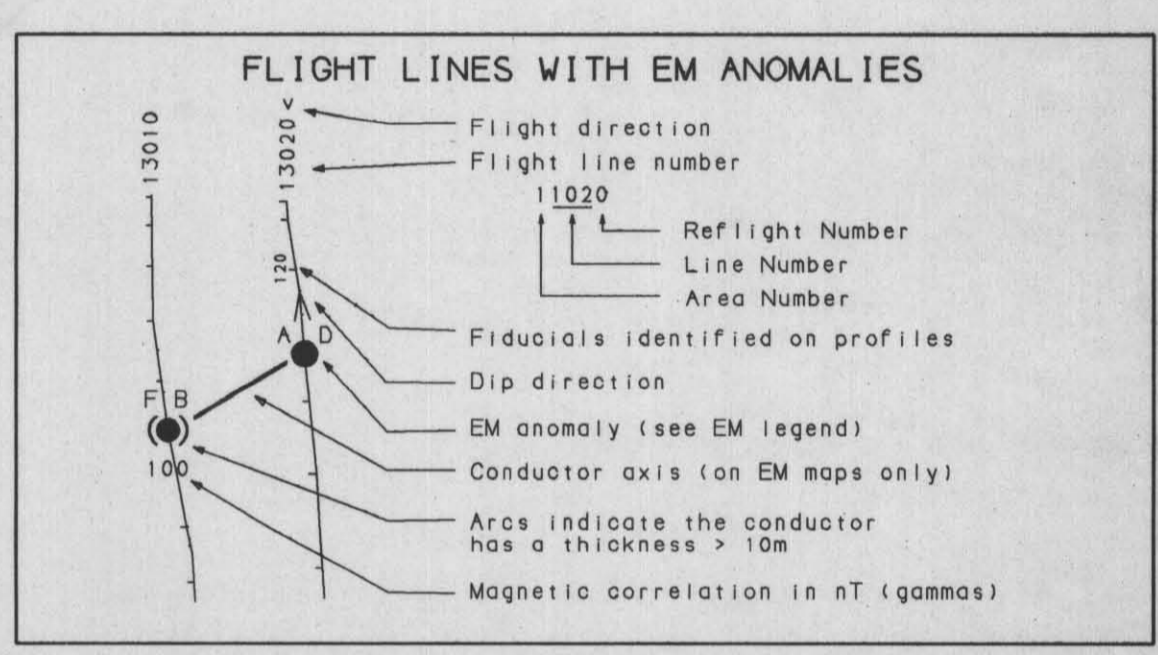 FLIGHT LINES WITH EM ANOMALIES
13010
13020 <
Flight direction
Flight line number
11020
Reflight Number
Line Number
Area Number
120
A D
Fiducials identified on profiles
Dip direction
F B
EM anomaly (see EM legend)
100
Conductor axis (on EM maps only)
Arcs indicate the conductor
has a thickness > 10m
Magnetic correlation in nT (gammas)